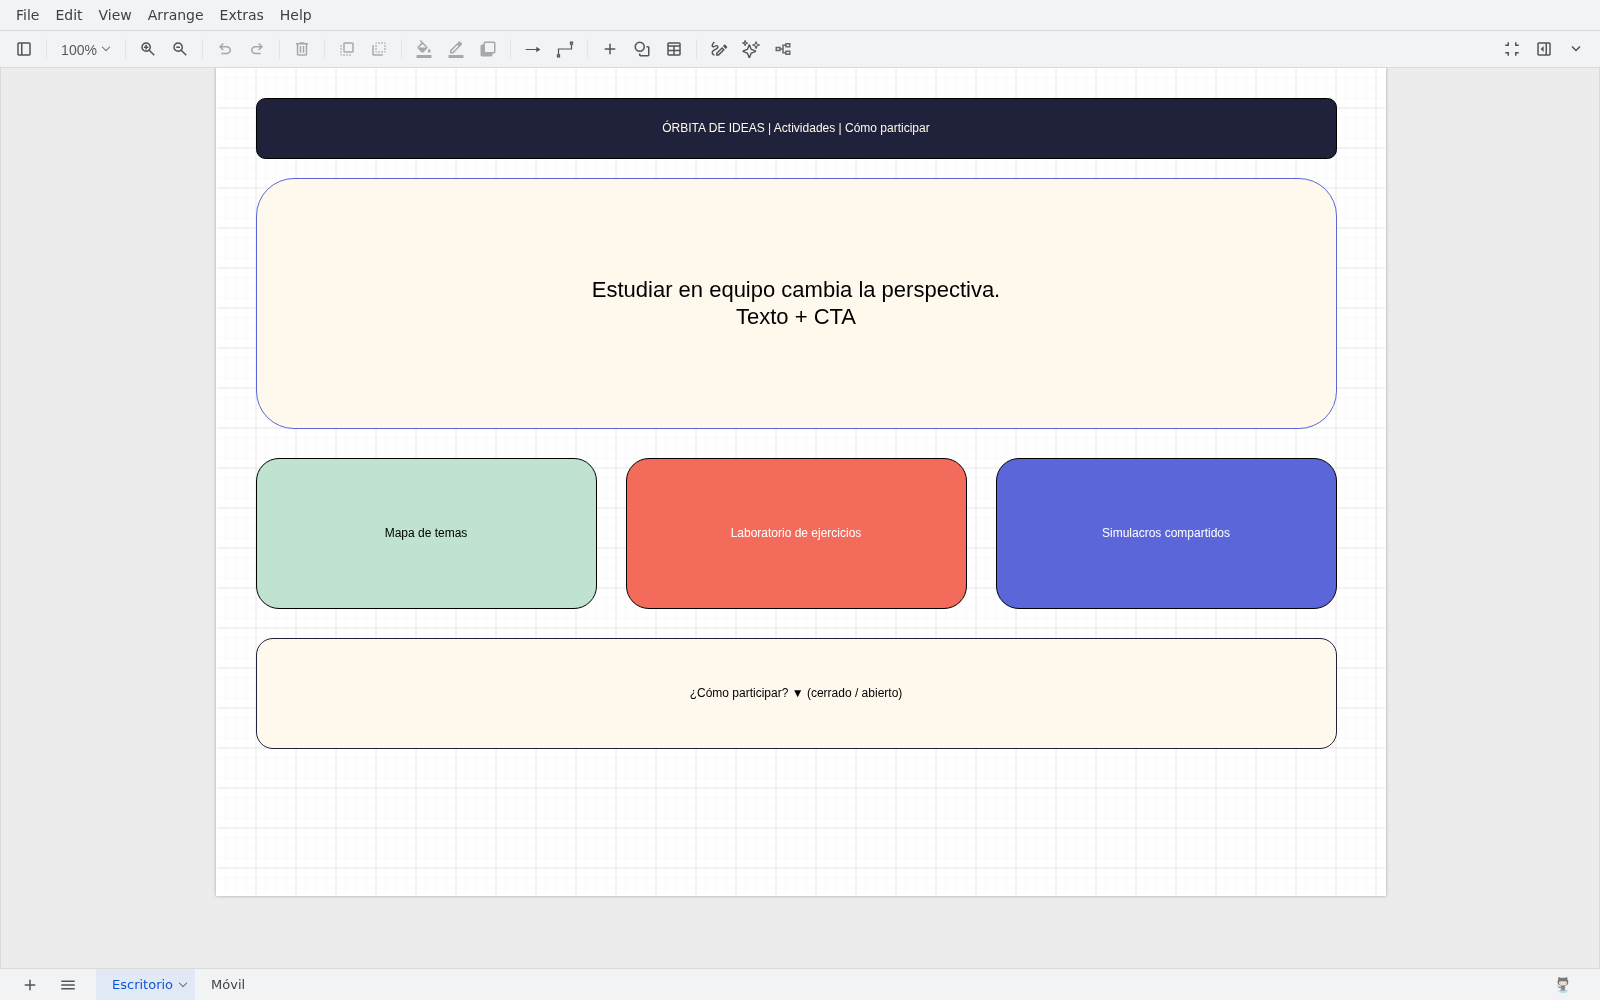 File Edit View Arrange Extras Help
100%
ÓRBITA DE IDEAS | Actividades | Cómo participar
Estudiar en equipo cambia la perspectiva.
Texto + CTA
Mapa de temas
Laboratorio de ejercicios
Simulacros compartidos
¿Cómo participar? ▼ (cerrado / abierto)
Escritorio Móvil